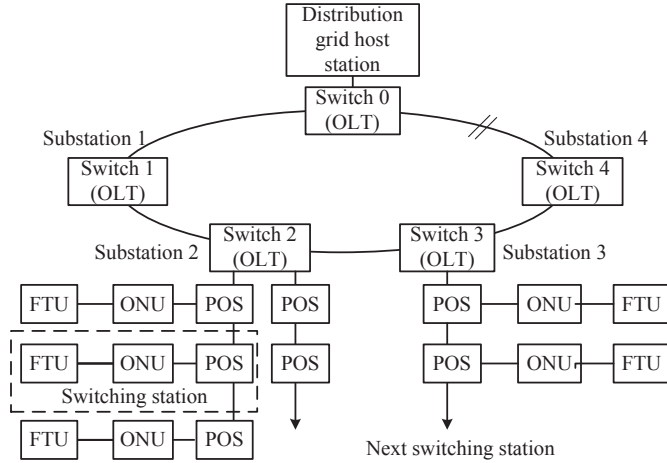 Distribution
grid host
station
Switch 0
(OLT)
Substation 1
Substation 4
Switch 1
(OLT)
Switch 4
(OLT)
Substation 2
Switch 2
(OLT)
Switch 3
(OLT)
Substation 3
FTU ONU POS POS POS ONU FTU
FTU ONU POS POS POS ONU FTU
Switching station
FTU ONU POS
Next switching station